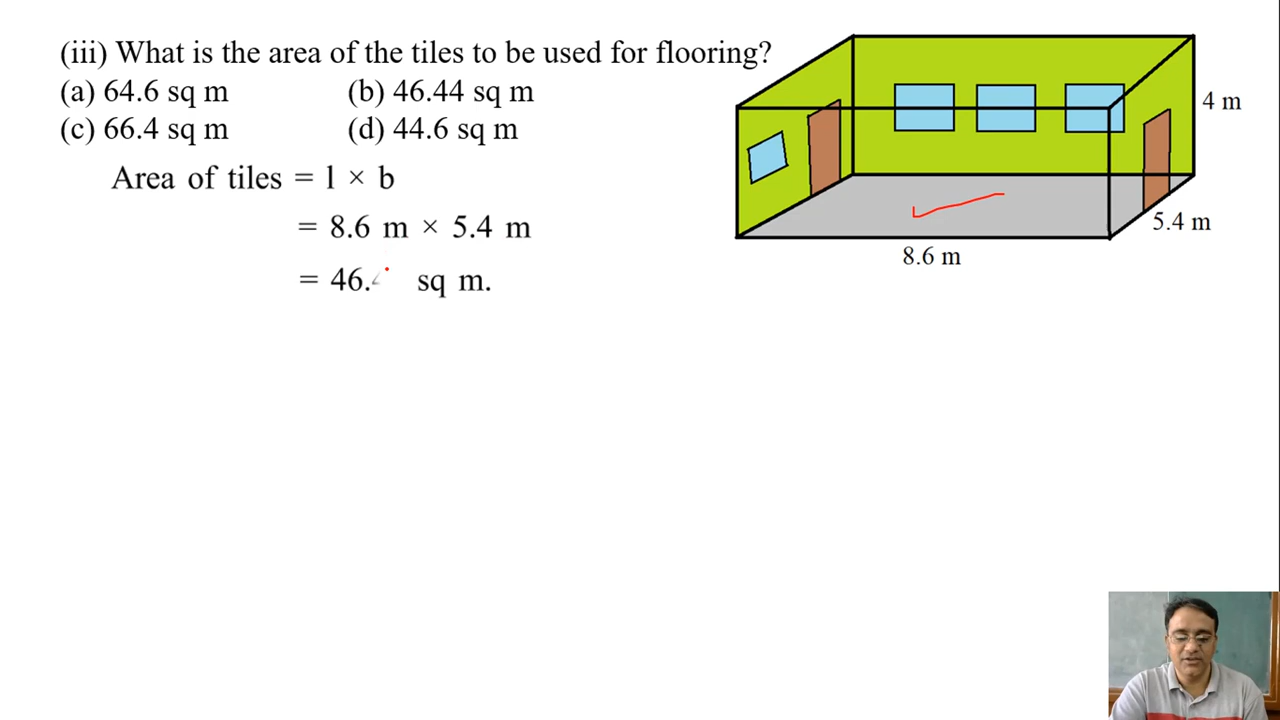 (iii) What is the area of the tiles to be used for flooring?
(a) 64.6 sq m (b) 46.44 sq m
(c) 66.4 sq m (d) 44.6 sq m
Area of tiles = l × b
= 8.6 m × 5.4 m
= 46. sq m.
4 m
5.4 m
8.6 m